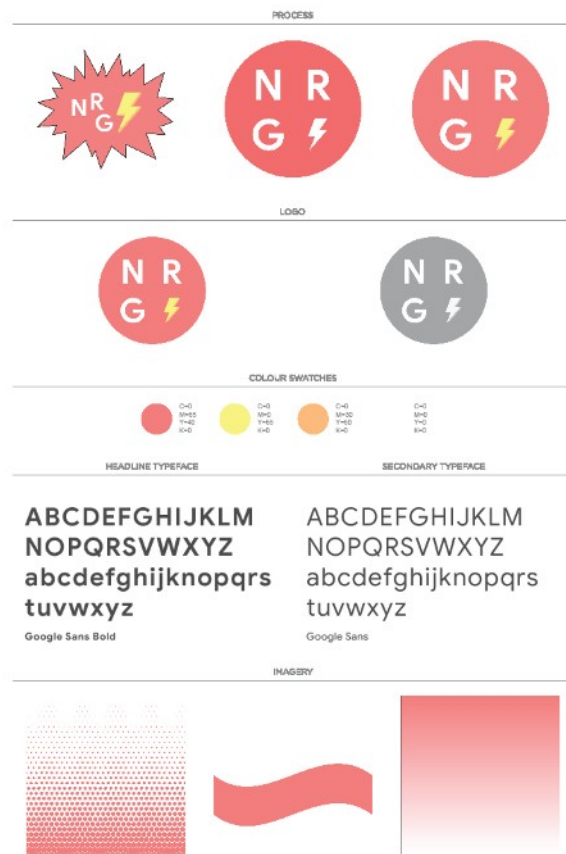 PROCESS
N R
G
N R
G
N R
G
LOGO
N R
G
N R
G
COLOUR SWATCHES
C=0
M=65
Y=40
K=0
C=0
M=0
Y=65
K=0
C=0
M=30
Y=60
K=0
C=0
M=0
Y=0
K=0
HEADLINE TYPEFACE
SECONDARY TYPEFACE
ABCDEFGHIJKLM
NOPQRSVWXYZ
abcdefghijknopqrs
tuvwxyz
Google Sans Bold
ABCDEFGHIJKLM
NOPQRSVWXYZ
abcdefghijknopqrs
tuvwxyz
Google Sans
IMAGERY